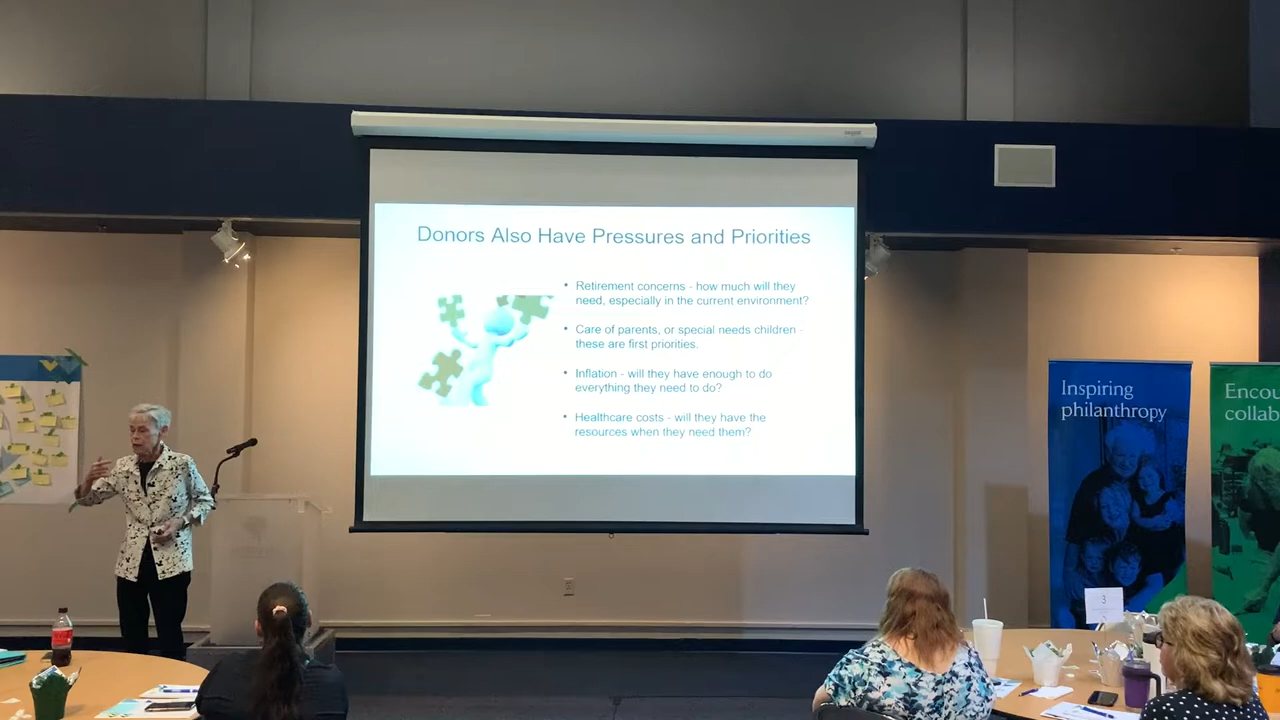 Donors Also Have Pressures and Priorities
• Retirement concerns - how much will they
need, especially in the current environment?
• Care of parents, or special needs children -
these are first priorities.
• Inflation - will they have enough to do
everything they need to do?
• Healthcare costs - will they have the
resources when they need them?
Inspiring
philanthropy
Encou
collab
3